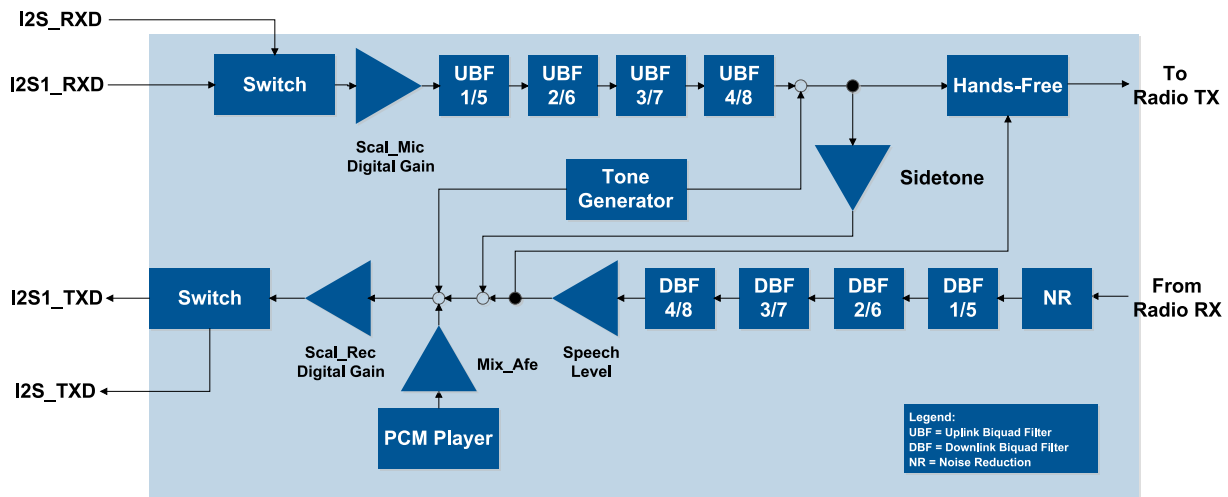 I2S_RXD
I2S1_RXD
Switch
Scal_Mic
Digital Gain
UBF
1/5
UBF
2/6
UBF
3/7
UBF
4/8
Hands-Free
To
Radio TX
Tone
Generator
Sidetone
I2S1_TXD
Switch
I2S_TXD
Scal_Rec
Digital Gain
Mix_Afe
PCM Player
Speech
Level
DBF
4/8
DBF
3/7
DBF
2/6
DBF
1/5
NR
From
Radio RX
Legend:
UBF = Uplink Biquad Filter
DBF = Downlink Biquad Filter
NR = Noise Reduction